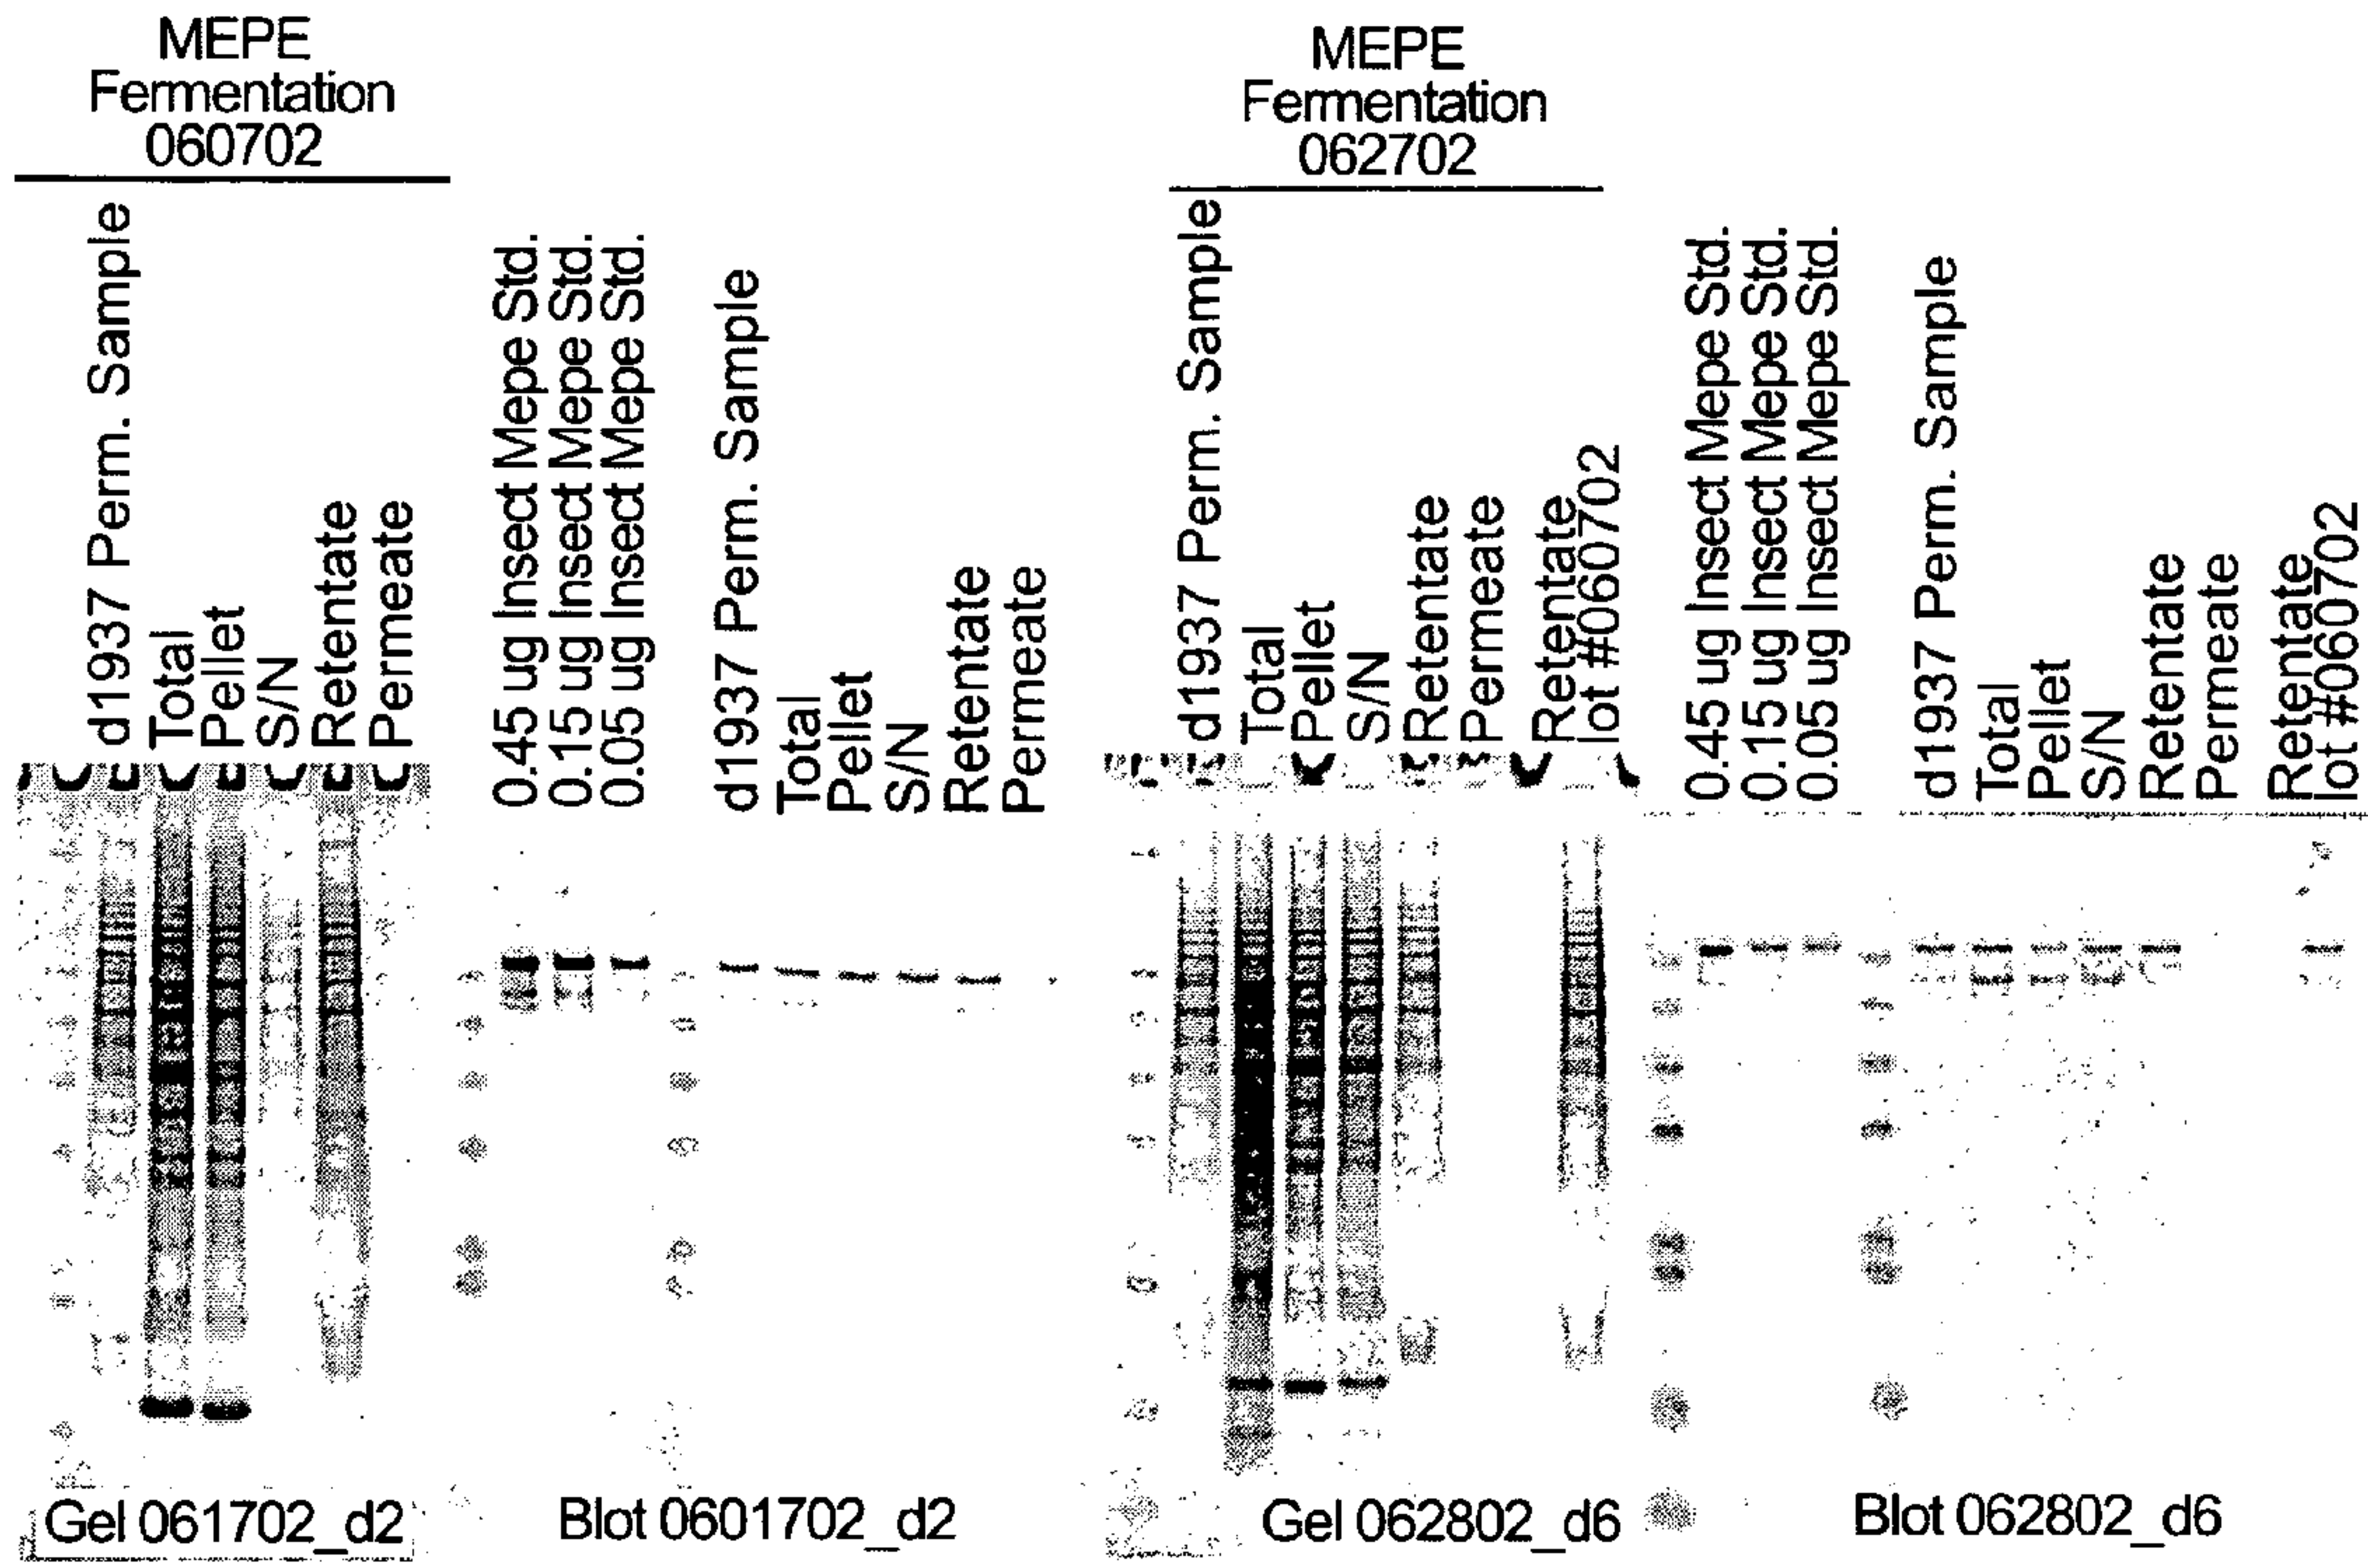 MEPE
Fermentation
060702
d1937 Perm. Sample
Total
Pellet
S/N
Retentate
Permeate
0.45 ug Insect Mepe Std.
0.15 ug Insect Mepe Std.
0.05 ug Insect Mepe Std.
d1937 Perm. Sample
Total
Pellet
S/N
Retentate
Permeate
MEPE
Fermentation
062702
d1937 Perm. Sample
Total
Pellet
S/N
Retentate
Permeate
Retentate
lot #060702
0.45 ug Insect Mepe Std.
0.15 ug Insect Mepe Std.
0.05 ug Insect Mepe Std.
d1937 Perm. Sample
Total
Pellet
S/N
Retentate
Permeate
Retentate
lot #060702
Gel 061702_d2
Blot 0601702_d2
Gel 062802_d6
Blot 062802_d6